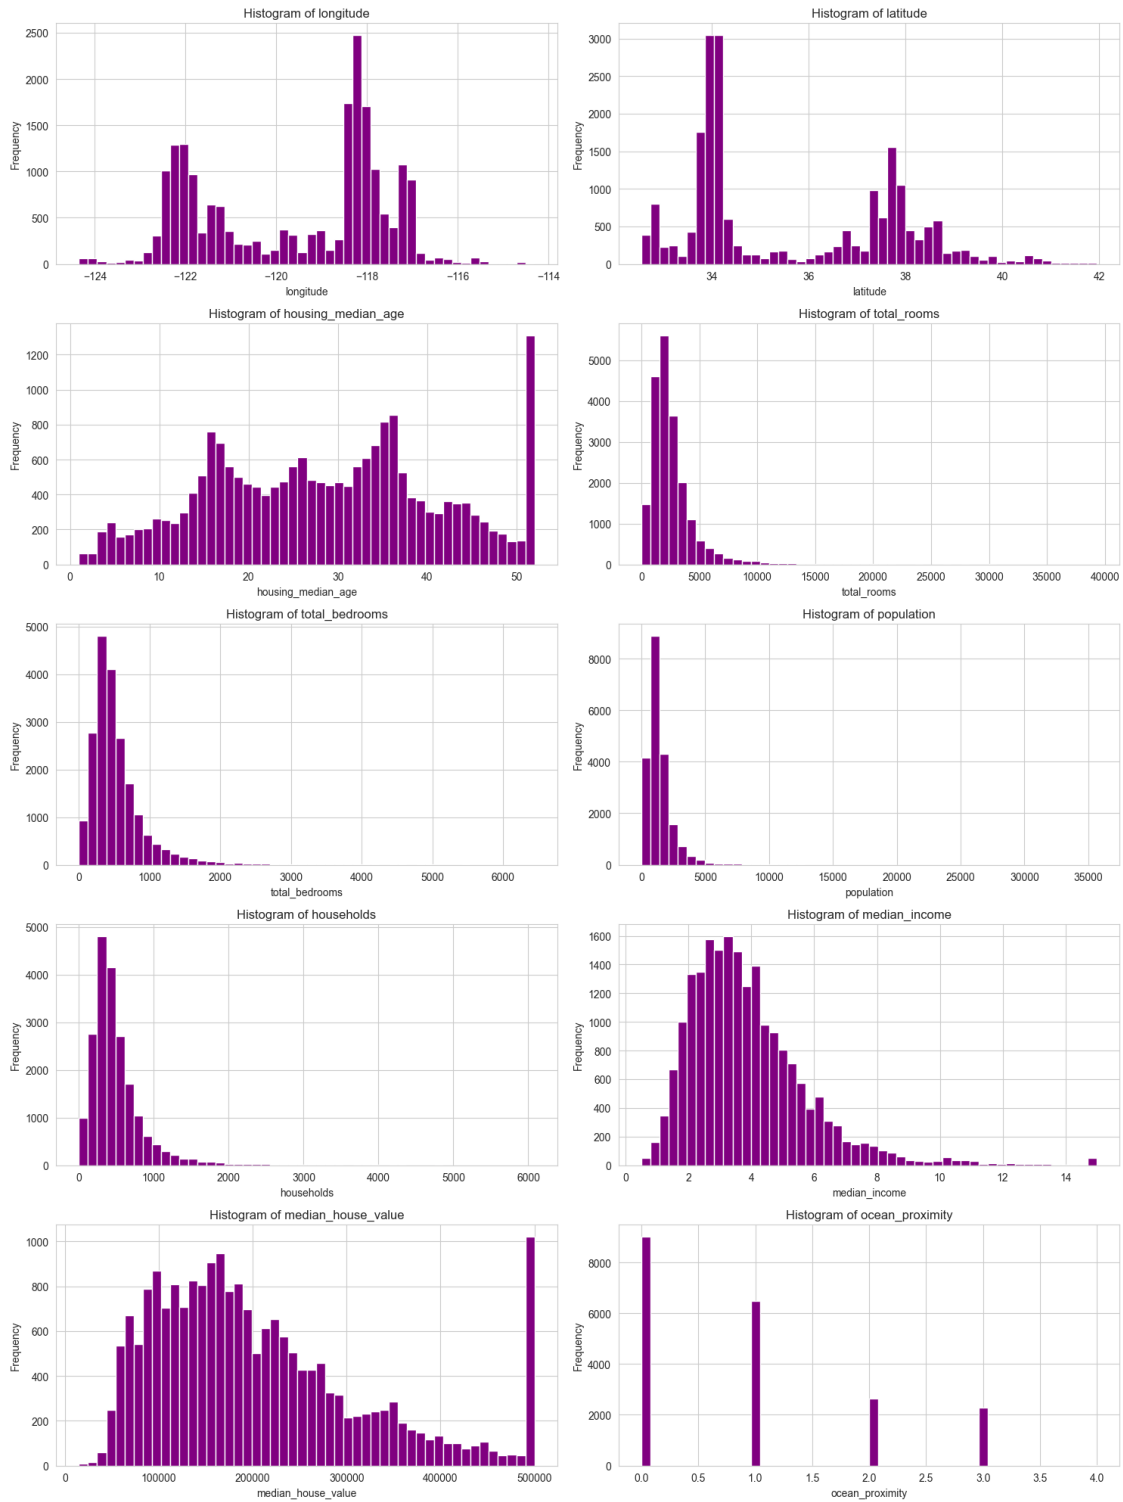 Histogram of longitude
Frequency
2500
2000
1500
1000
500
0
−124 −122 −120 −118 −116 −114
longitude
Histogram of latitude
Frequency
3000
2500
2000
1500
1000
500
0
34 36 38 40 42
latitude
Histogram of housing_median_age
Frequency
1200
1000
800
600
400
200
0
0 10 20 30 40 50
housing_median_age
Histogram of total_rooms
Frequency
5000
4000
3000
2000
1000
0
0 5000 10000 15000 20000 25000 30000 35000 40000
total_rooms
Histogram of total_bedrooms
Frequency
5000
4000
3000
2000
1000
0
0 1000 2000 3000 4000 5000 6000
total_bedrooms
Histogram of population
Frequency
8000
6000
4000
2000
0
0 5000 10000 15000 20000 25000 30000 35000
population
Histogram of households
Frequency
5000
4000
3000
2000
1000
0
0 1000 2000 3000 4000 5000 6000
households
Histogram of median_income
Frequency
1600
1400
1200
1000
800
600
400
200
0
0 2 4 6 8 10 12 14
median_income
Histogram of median_house_value
Frequency
1000
800
600
400
200
0
0 100000 200000 300000 400000 500000
median_house_value
Histogram of ocean_proximity
Frequency
8000
6000
4000
2000
0
0.0 0.5 1.0 1.5 2.0 2.5 3.0 3.5 4.0
ocean_proximity